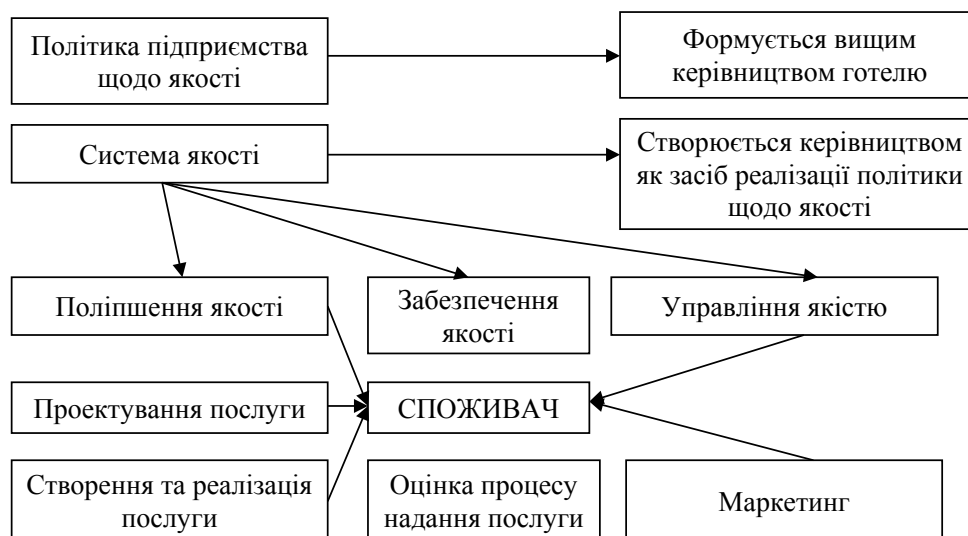 Політика підприємства
щодо якості
Формується вищим
керівництвом готелю
Система якості
Створюється керівництвом
як засіб реалізації політики
щодо якості
Поліпшення якості
Забезпечення
якості
Управління якістю
Проектування послуги
СПОЖИВАЧ
Створення та реалізація
послуги
Оцінка процесу
надання послуги
Маркетинг